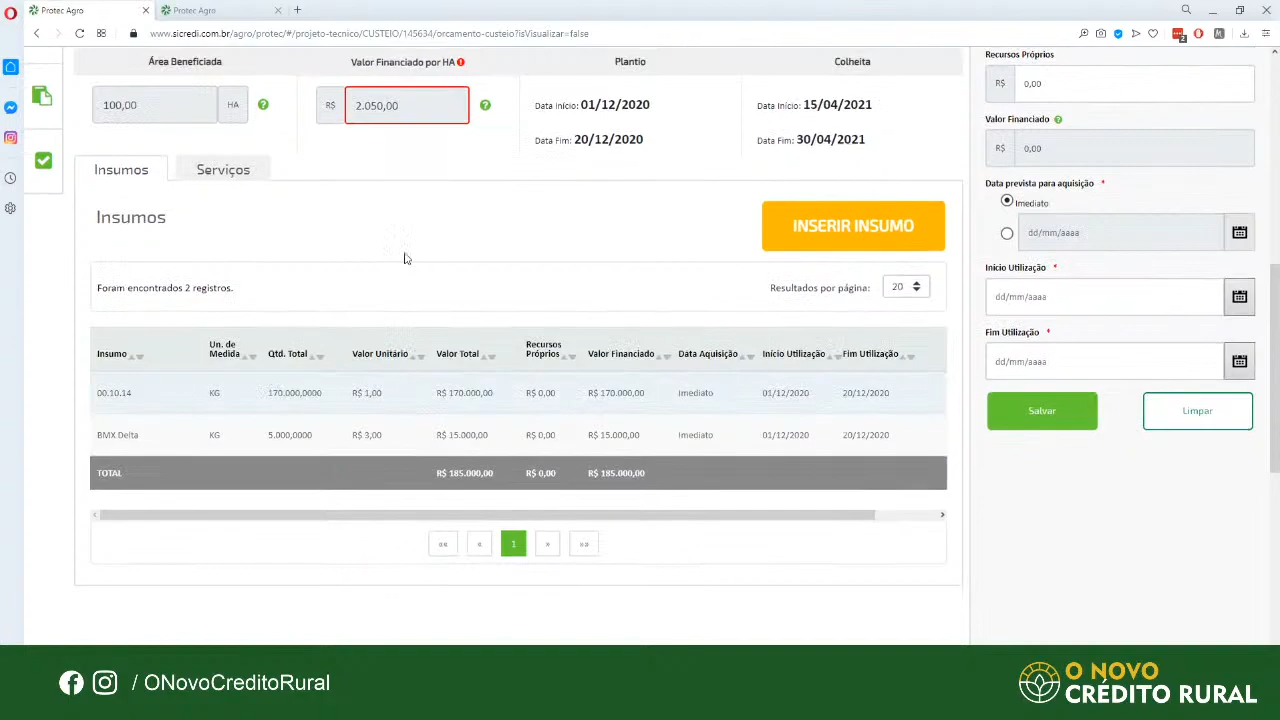 Protec Agro
Protec Agro
www.sicredi.com.br/agro/protec/#/projeto-tecnico/CUSTEIO/145634/orcamento-custeio?isVisualizar=false
2
M
Área Beneficiada
Valor Financiado por HA
Plantio
Colheita
100,00 HA
R$ 2.050,00
Data Início: 01/12/2020
Data Início: 15/04/2021
Data Fim: 20/12/2020
Data Fim: 30/04/2021
Insumos
Serviços
Insumos
INSERIR INSUMO
Foram encontrados 2 registros.
Resultados por página: 20
Insumo Un. de Medida Qtd. Total Valor Unitário Valor Total Recursos Próprios Valor Financiado Data Aquisição Início Utilização Fim Utilização
00.10.14 KG 170.000,0000 R$ 1,00 R$ 170.000,00 R$ 0,00 R$ 170.000,00 Imediato 01/12/2020 20/12/2020
BMX Delta KG 5.000,0000 R$ 3,00 R$ 15.000,00 R$ 0,00 R$ 15.000,00 Imediato 01/12/2020 20/12/2020
TOTAL R$ 185.000,00 R$ 0,00 R$ 185.000,00
«« « 1 » »»
Recursos Próprios
R$ 0,00
Valor Financiado
R$ 0,00
Data prevista para aquisição *
Imediato
dd/mm/aaaa
Início Utilização *
dd/mm/aaaa
Fim Utilização *
dd/mm/aaaa
Salvar
Limpar
/ ONovoCreditoRural
O NOVO
CRÉDITO RURAL